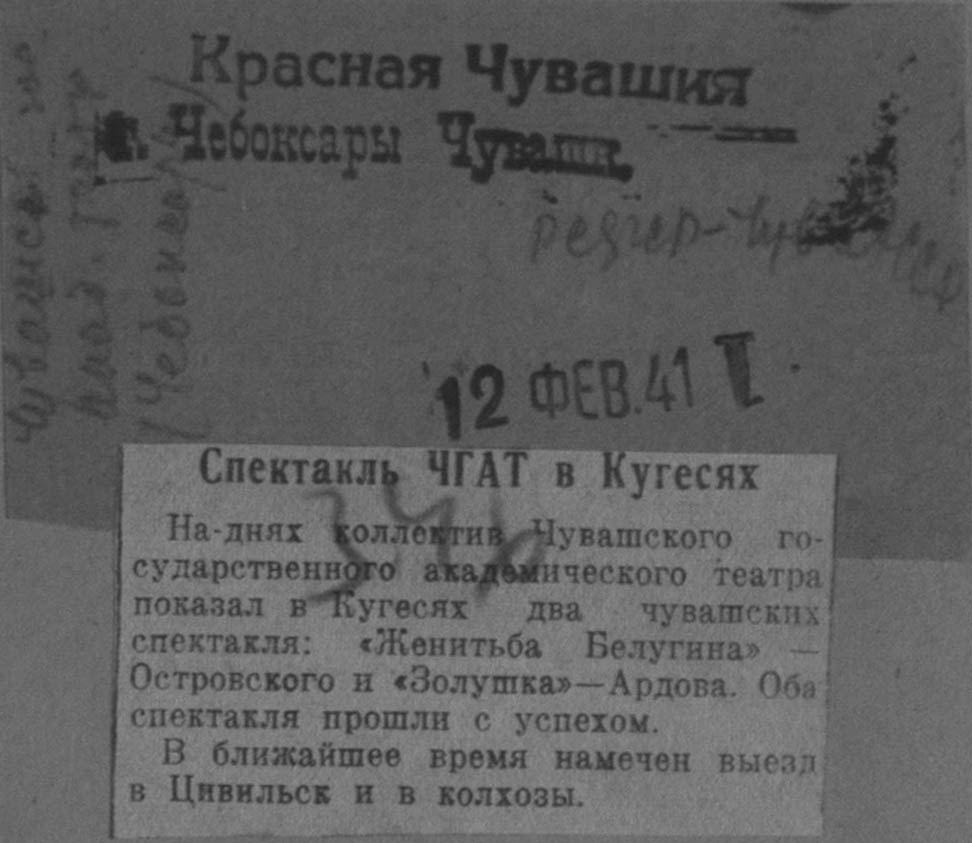 Красная Чувашия
г. Чебоксары Чуваш.
12 ФЕВ. 41
Спектакль ЧГАТ в Кугесях
На-днях коллектив Чувашского го-
сударственного академического театра
показал в Кугесях два чувашских
спектакля: «Женитьба Белугина» —
Островского и «Золушка»—Ардова. Оба
спектакля прошли с успехом.
В ближайшее время намечен выезд
в Цивильск и в колхозы.